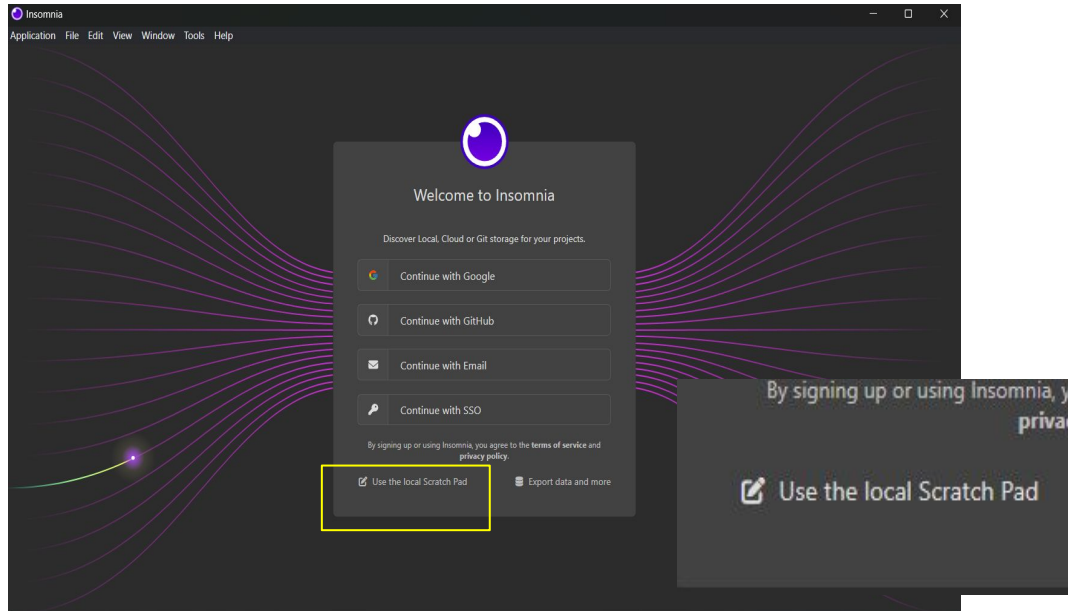 Insomnia
Application File Edit View Window Tools Help
Welcome to Insomnia
Discover Local, Cloud or Git storage for your projects.
Continue with Google
Continue with GitHub
Continue with Email
Continue with SSO
By signing up or using Insomnia, you agree to the terms of service and
privacy policy.
Use the local Scratch Pad
Export data and more
By signing up or using Insomnia, y
privac
Use the local Scratch Pad